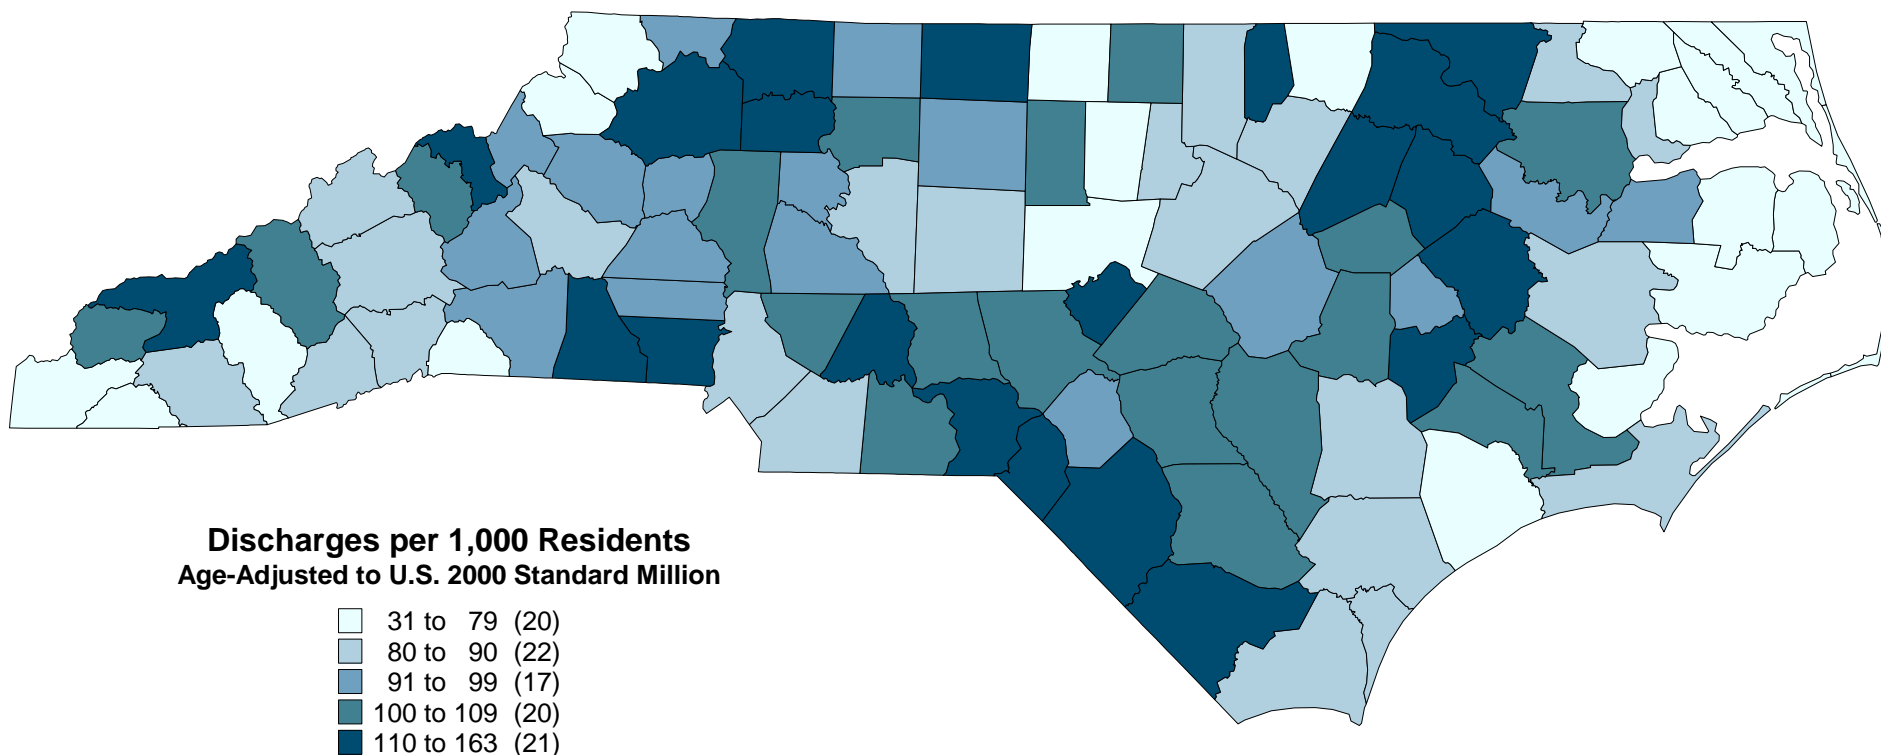 Discharges per 1,000 Residents
Age-Adjusted to U.S. 2000 Standard Million
31 to 79 (20)
80 to 90 (22)
91 to 99 (17)
100 to 109 (20)
110 to 163 (21)